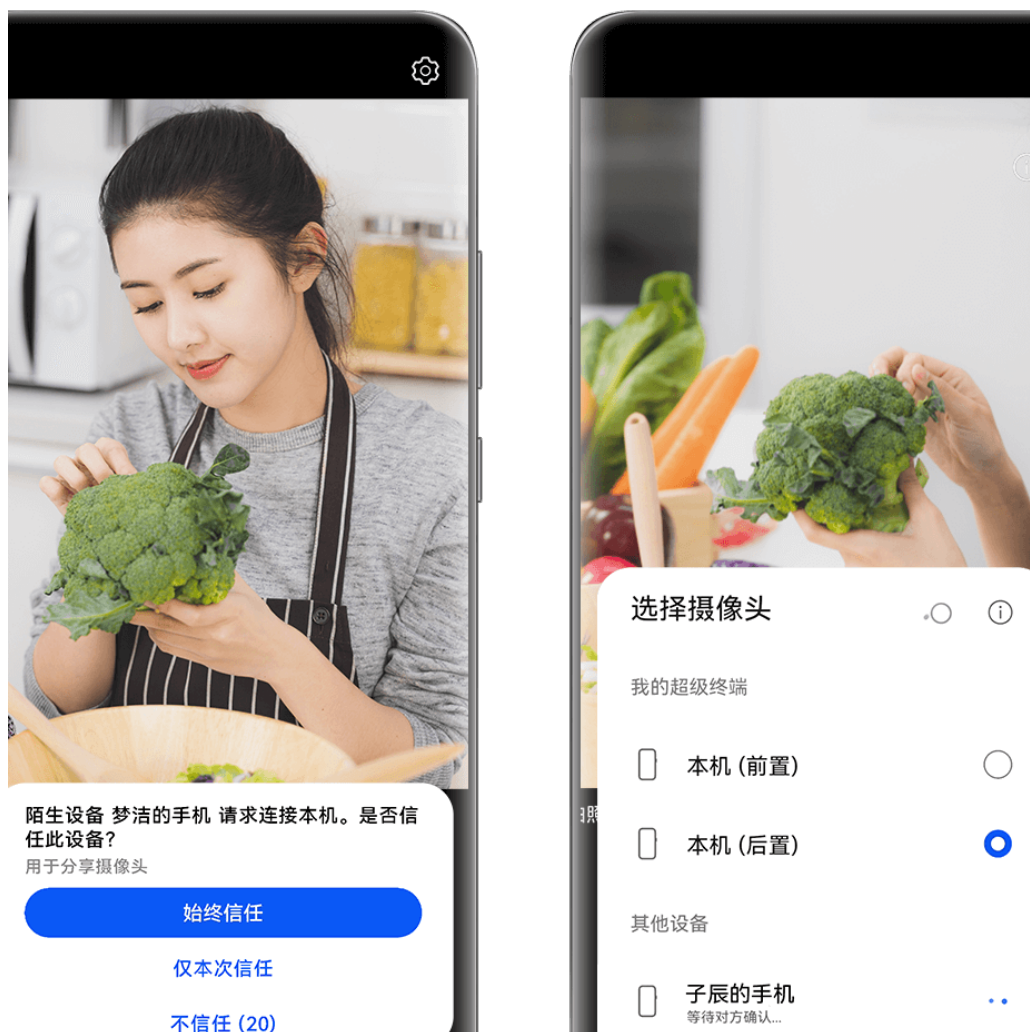 陌生设备 梦洁的手机 请求连接本机。是否信
任此设备?
用于分享摄像头
始终信任
仅本次信任
不信任 (20)
选择摄像头
我的超级终端
本机 (前置)
本机 (后置)
其他设备
子辰的手机
等待对方确认...